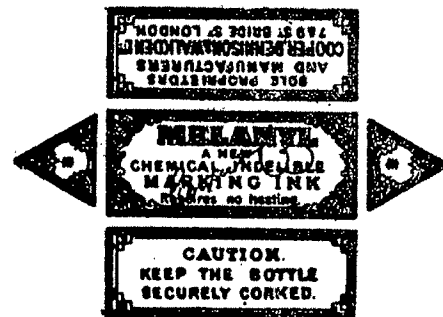 SOLE PROPRIETORS
AND MANUFACTURERS
COOPER DENNISON & WALKDEN Lᴰ
7 & 9 Sᵀ BRIDE Sᵀ LONDON
MELANYL
A NEW
CHEMICAL INDELIBLE
MARKING INK
Requires no heating
CAUTION.
KEEP THE BOTTLE
SECURELY CORKED.